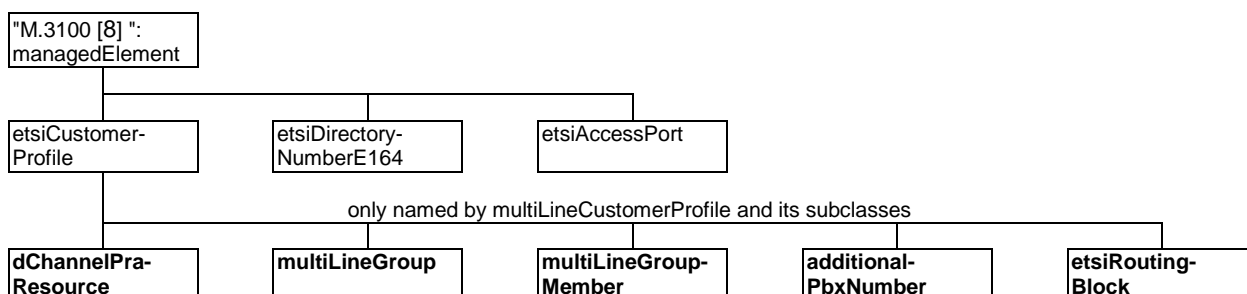 "M.3100 [8] ":
managedElement
etsiCustomer-
Profile
etsiDirectory-
NumberE164
etsiAccessPort
only named by multiLineCustomerProfile and its subclasses
dChannelPra-
Resource
multiLineGroup
multiLineGroup-
Member
additional-
PbxNumber
etsiRouting-
Block